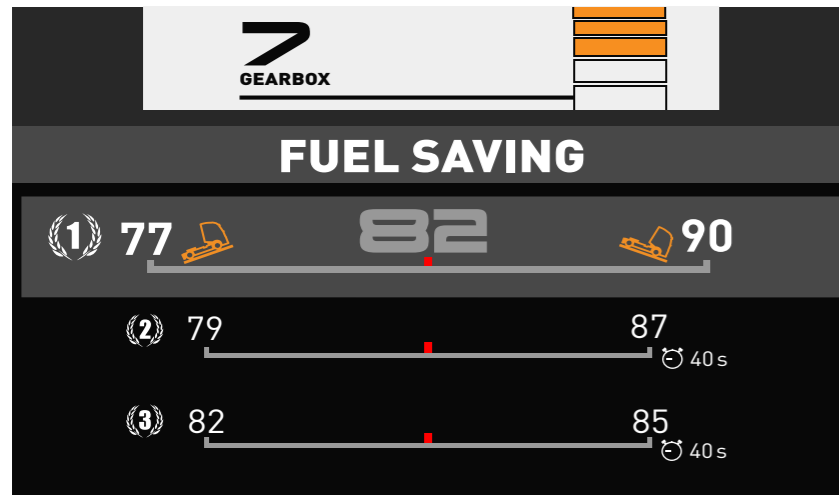 7
GEARBOX
FUEL SAVING
1 77 82 90
2 79 87
40 s
3 82 85
40 s